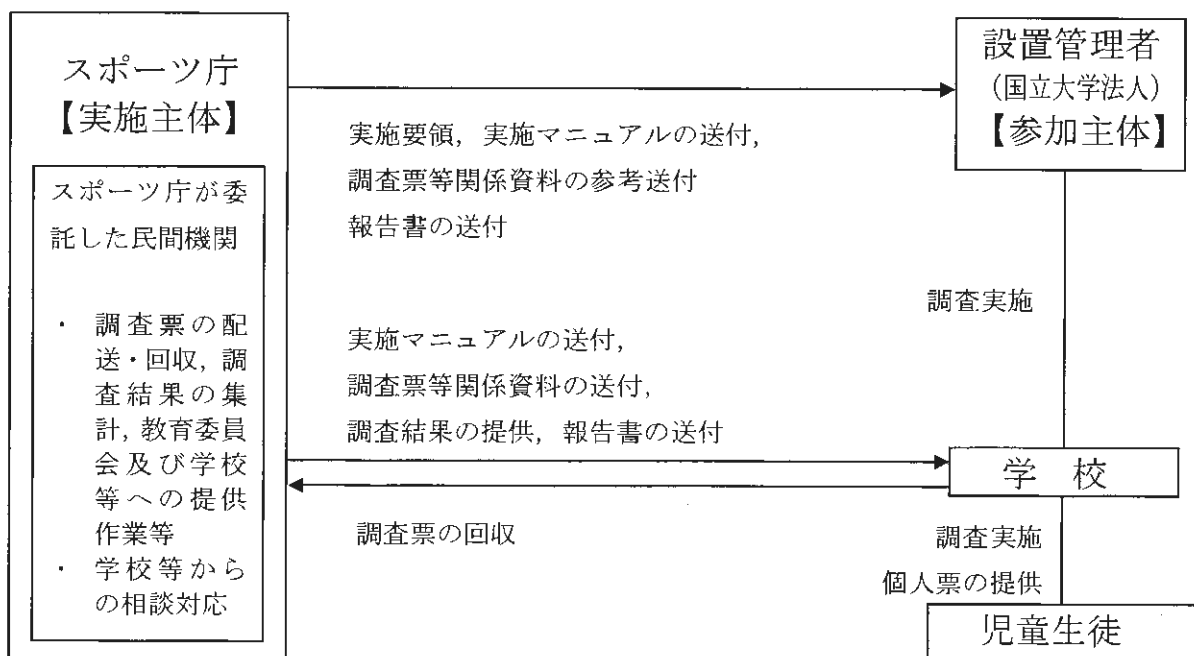 スポーツ庁
【実施主体】
スポーツ庁が委
託した民間機関
・ 調査票の配
送・回収，調
査結果の集
計，教育委員
会及び学校
等への提供
作業等
・ 学校等から
の相談対応
実施要領，実施マニュアルの送付，
調査票等関係資料の参考送付
報告書の送付
実施マニュアルの送付，
調査票等関係資料の送付，
調査結果の提供，報告書の送付
調査票の回収
設置管理者
（国立大学法人）
【参加主体】
調査実施
学 校
調査実施
個人票の提供
児童生徒